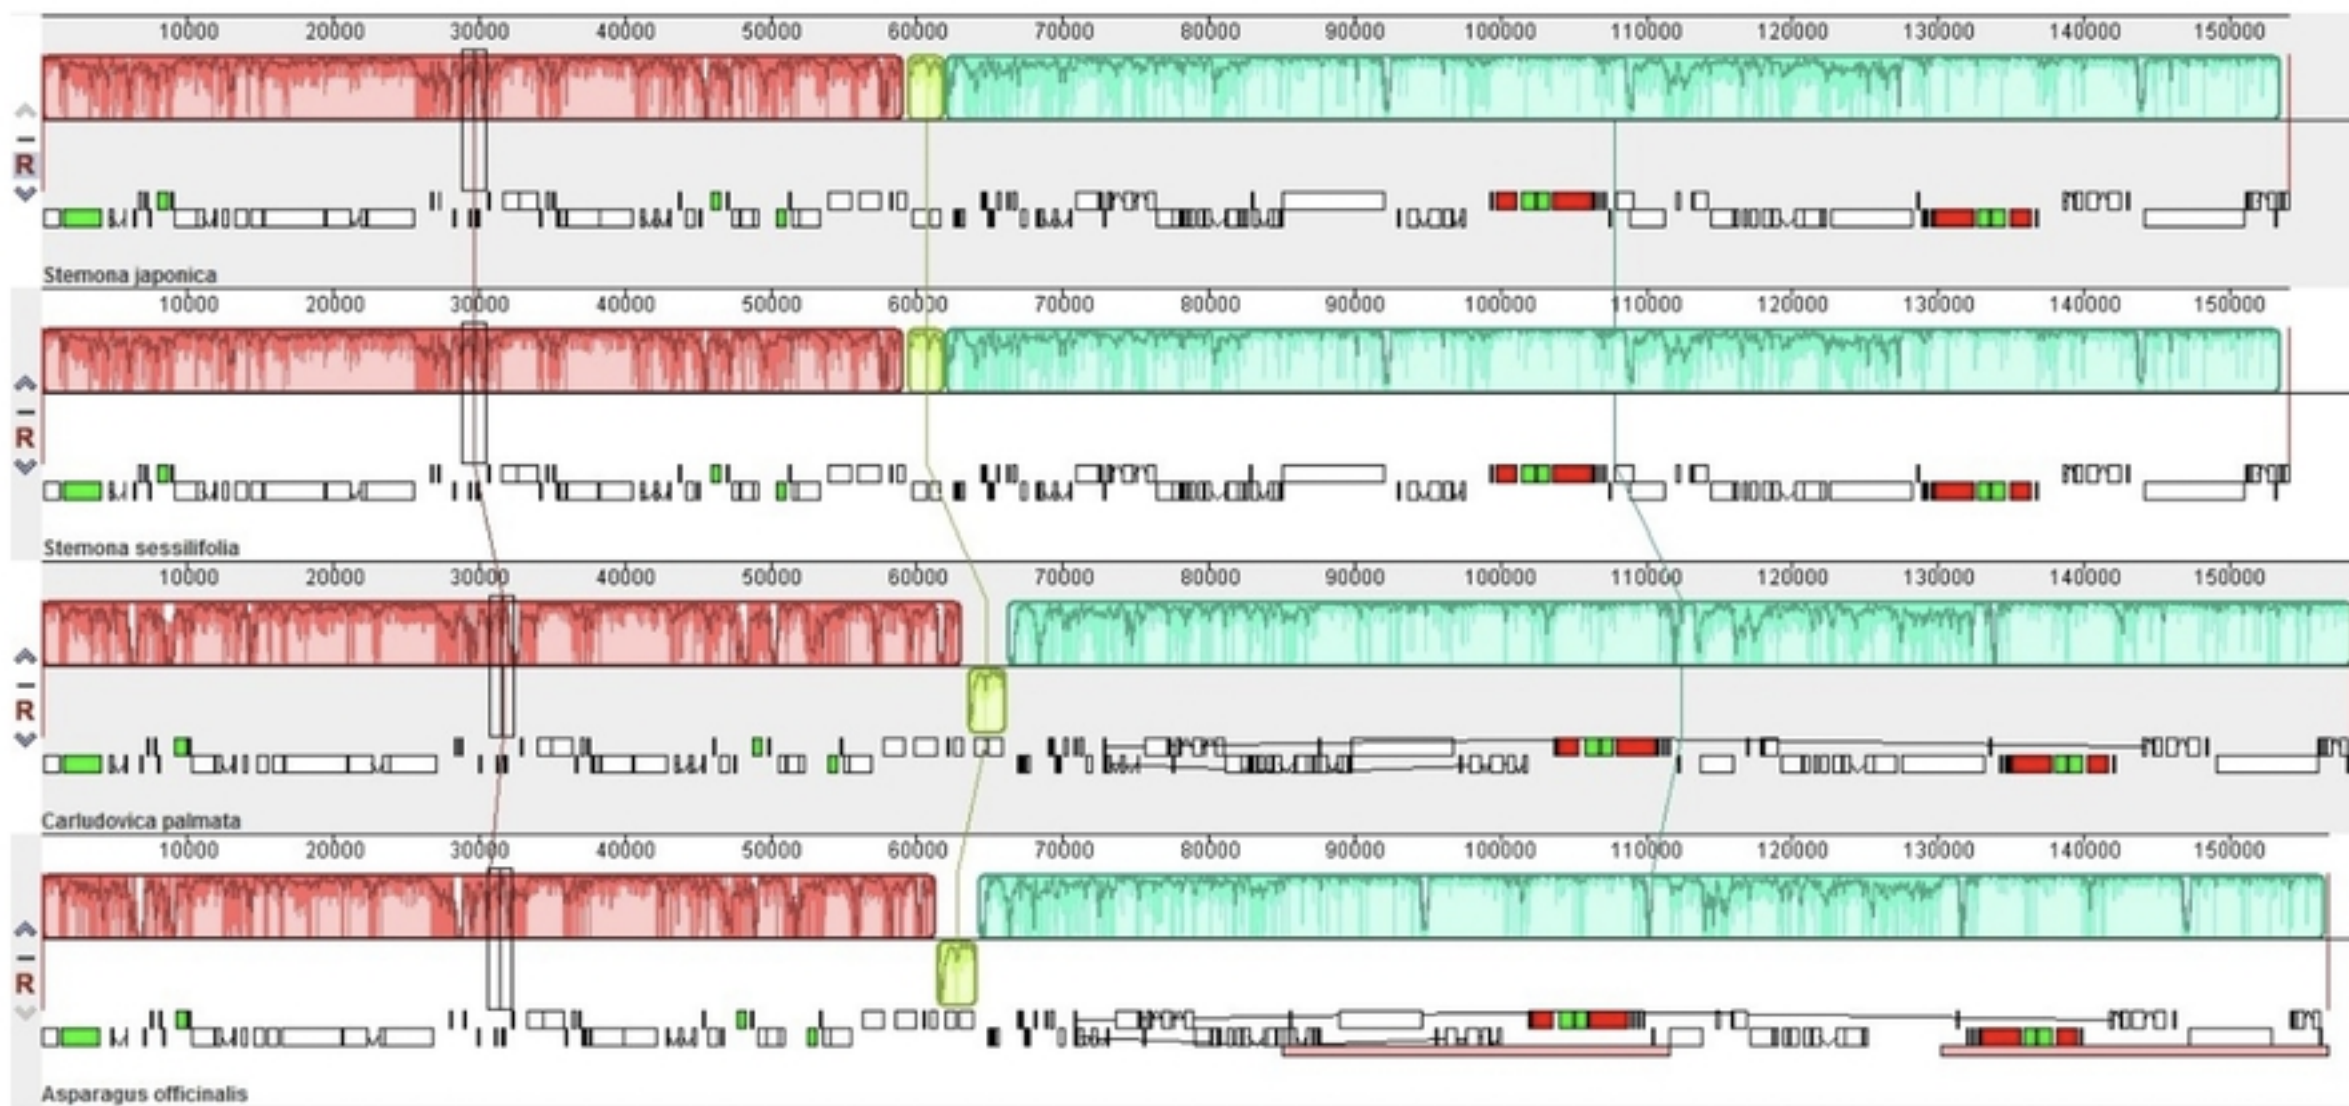 10000 20000 30000 40000 50000 60000 70000 80000 90000 100000 110000 120000 130000 140000 150000
R
Stemona japonica
10000 20000 30000 40000 50000 60000 70000 80000 90000 100000 110000 120000 130000 140000 150000
R
Stemona sessilifolia
10000 20000 30000 40000 50000 60000 70000 80000 90000 100000 110000 120000 130000 140000 150000
R
Carludovica palmata
10000 20000 30000 40000 50000 60000 70000 80000 90000 100000 110000 120000 130000 140000 150000
R
Asparagus officinalis